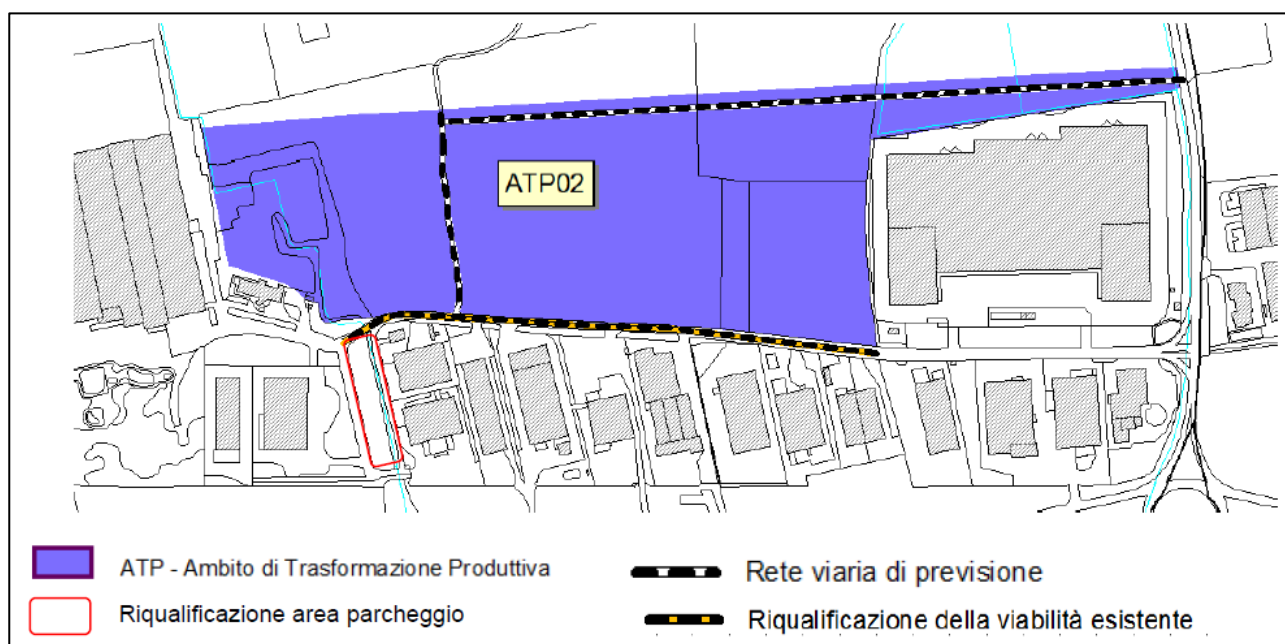 ATP02
ATP - Ambito di Trasformazione Produttiva
Rete viaria di previsione
Riqualificazione area parcheggio
Riqualificazione della viabilità esistente